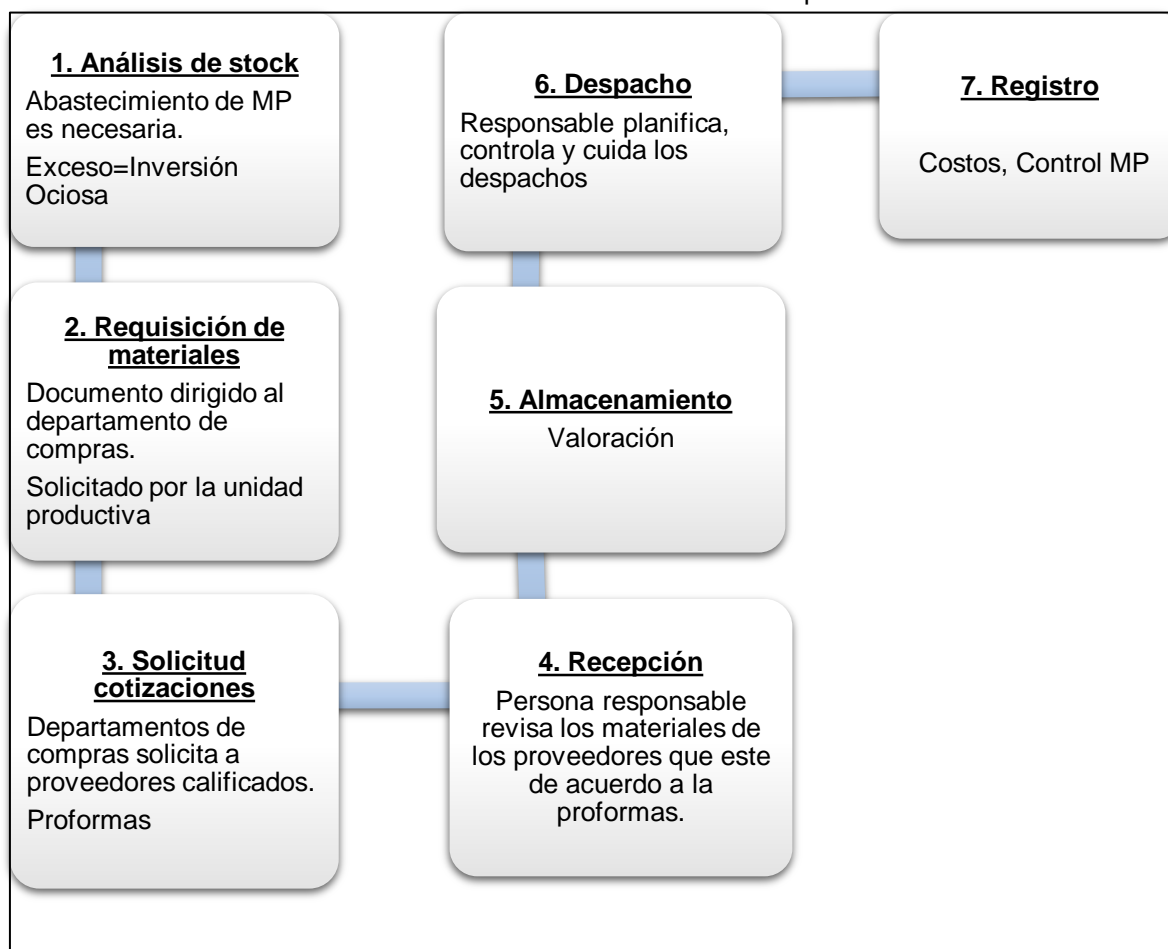 1. Análisis de stock
Abastecimiento de MP
es necesaria.
Exceso=Inversión
Ociosa
2. Requisición de
materiales
Documento dirigido al
departamento de
compras.
Solicitado por la unidad
productiva
3. Solicitud
cotizaciones
Departamentos de
compras solicita a
proveedores calificados.
Proformas
4. Recepción
Persona responsable
revisa los materiales de
los proveedores que este
de acuerdo a la
proformas.
5. Almacenamiento
Valoración
6. Despacho
Responsable planifica,
controla y cuida los
despachos
7. Registro
Costos, Control MP